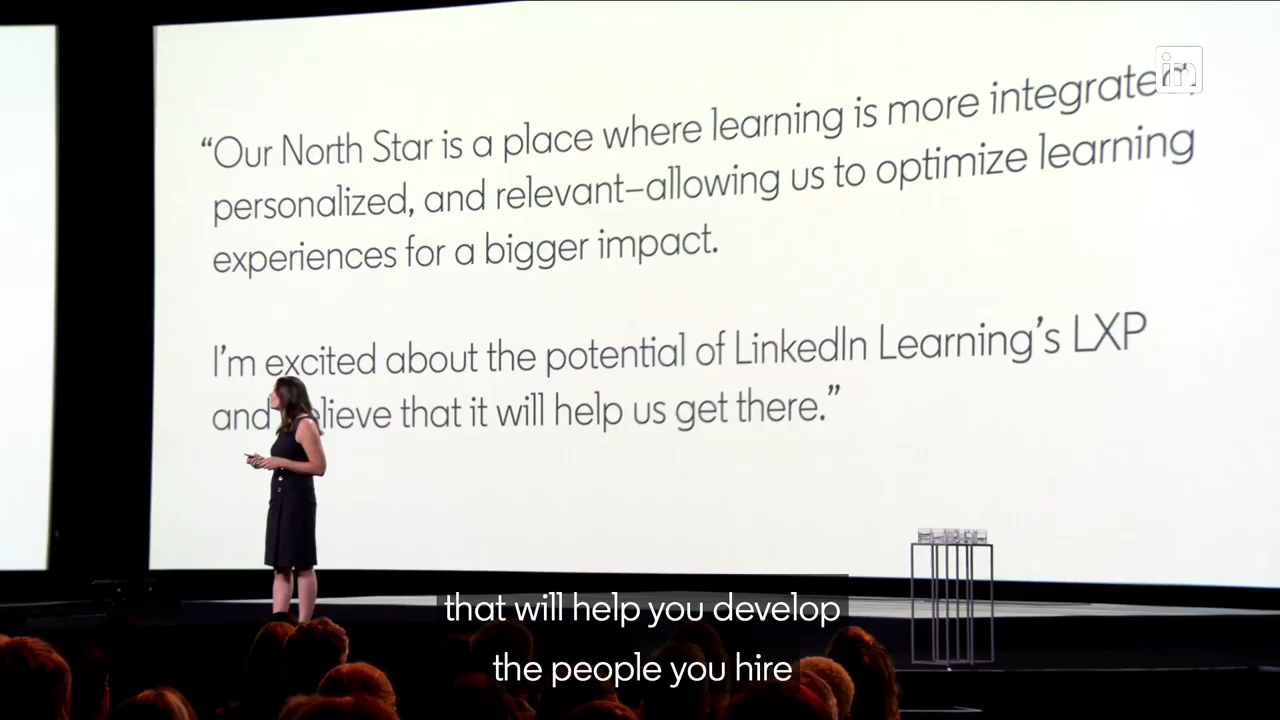 “Our North Star is a place where learning is more
personalized, and relevant–allowing us to optimize learning
experiences for a bigger impact.
I’m excited about the potential of LinkedIn Learning’s LXP
and that it will help us get there.”
in
that will help you develop
the people you hire